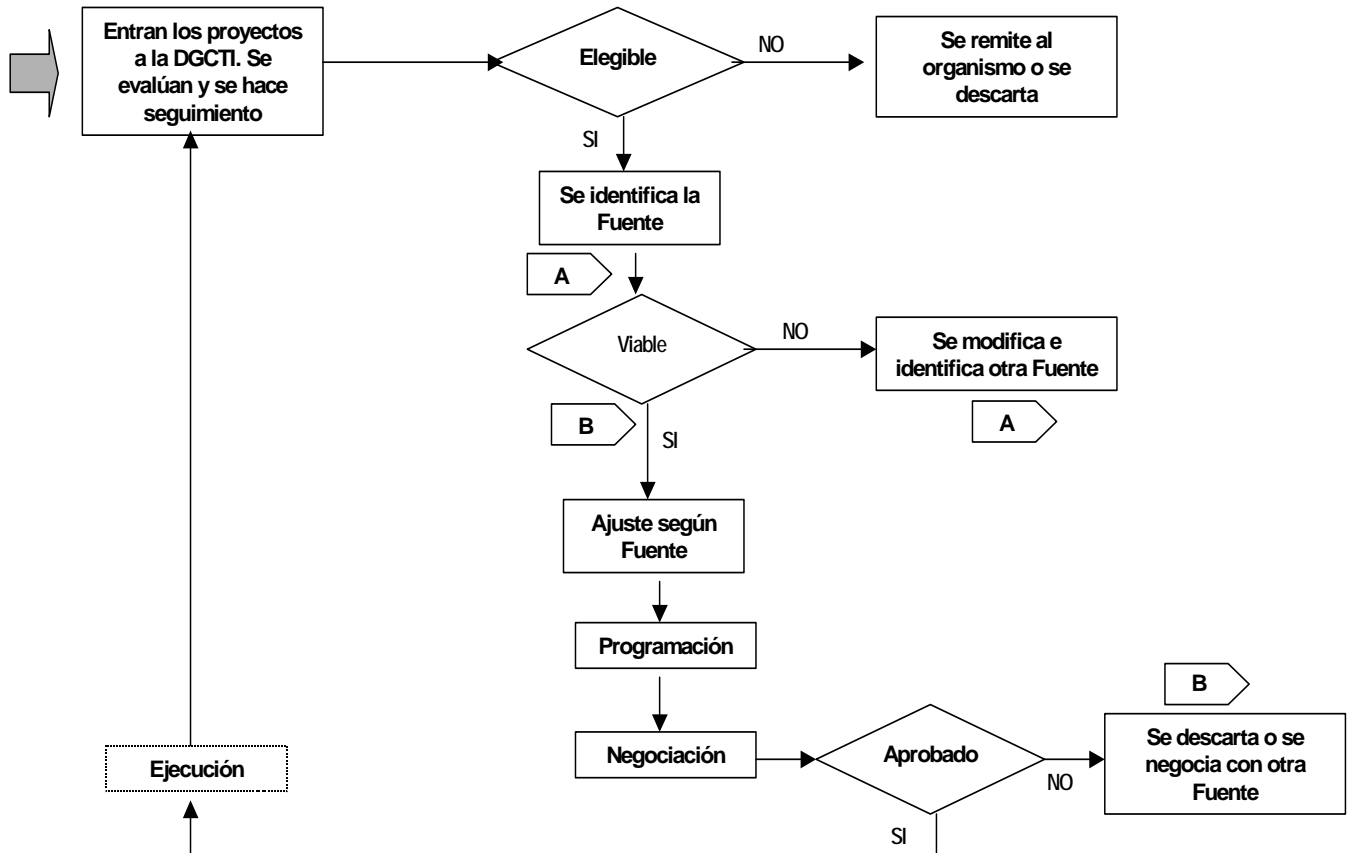 Entran los proyectos
a la DGCTI. Se
evalúan y se hace
seguimiento
Elegible
NO
Se remite al
organismo o se
descarta
SI
Se identifica la
Fuente
A
Viable
NO
Se modifica e
identifica otra Fuente
A
B
SI
Ajuste según
Fuente
Programación
B
Negociación
Aprobado
NO
Se descarta o se
negocia con otra
Fuente
Ejecución
SI